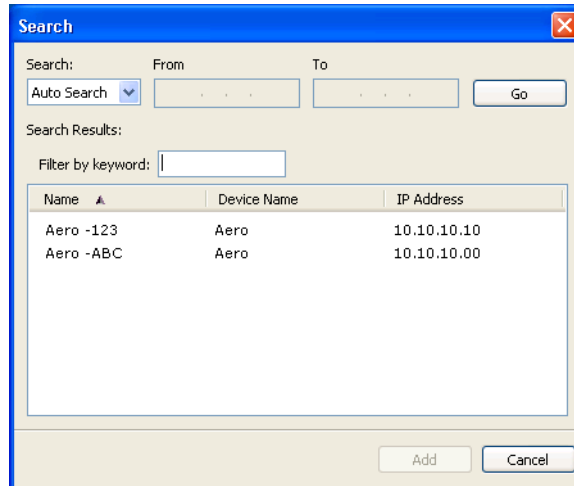 Search
Search: From To
Auto Search . . . . . . Go
Search Results:
Filter by keyword:
Name Device Name IP Address
Aero -123 Aero 10.10.10.10
Aero -ABC Aero 10.10.10.00
Add Cancel